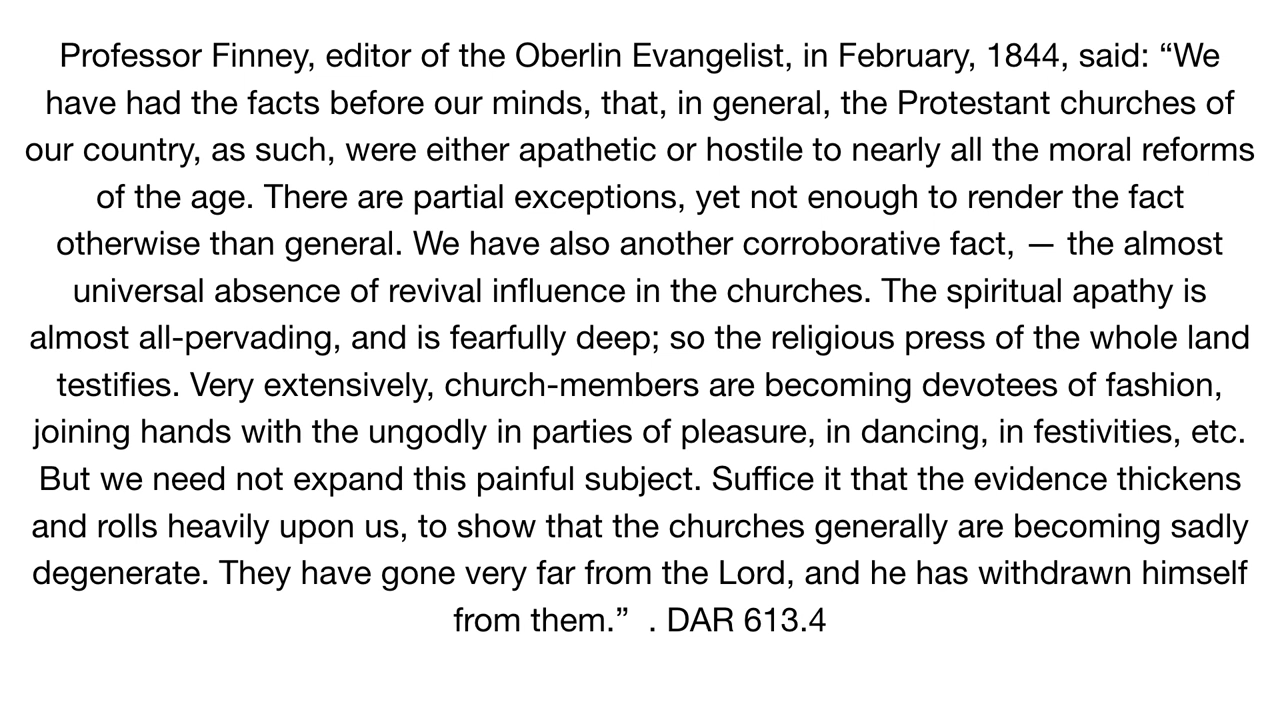 Professor Finney, editor of the Oberlin Evangelist, in February, 1844, said: “We
have had the facts before our minds, that, in general, the Protestant churches of
our country, as such, were either apathetic or hostile to nearly all the moral reforms
of the age. There are partial exceptions, yet not enough to render the fact
otherwise than general. We have also another corroborative fact, — the almost
universal absence of revival influence in the churches. The spiritual apathy is
almost all-pervading, and is fearfully deep; so the religious press of the whole land
testifies. Very extensively, church-members are becoming devotees of fashion,
joining hands with the ungodly in parties of pleasure, in dancing, in festivities, etc.
But we need not expand this painful subject. Suffice it that the evidence thickens
and rolls heavily upon us, to show that the churches generally are becoming sadly
degenerate. They have gone very far from the Lord, and he has withdrawn himself
from them.”  . DAR 613.4